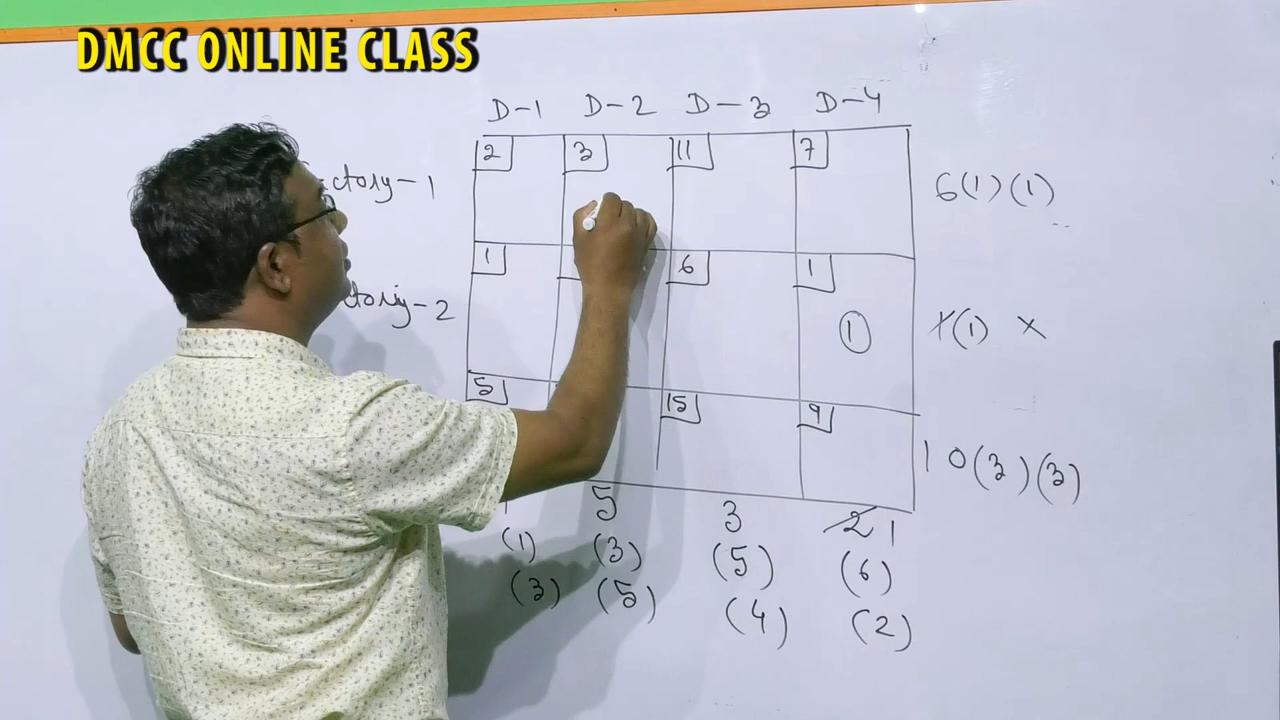 DMCC ONLINE CLASS
D-1 D-2 D-3 D-4
2 3 11 7
ctory-1 6(1)(1)
1 6 1
ctoriy-2 1 (1) x
5 15 9
10(3)(3)
5 3 2 1
(1) (3) (5) (6)
(3) (5) (4) (2)